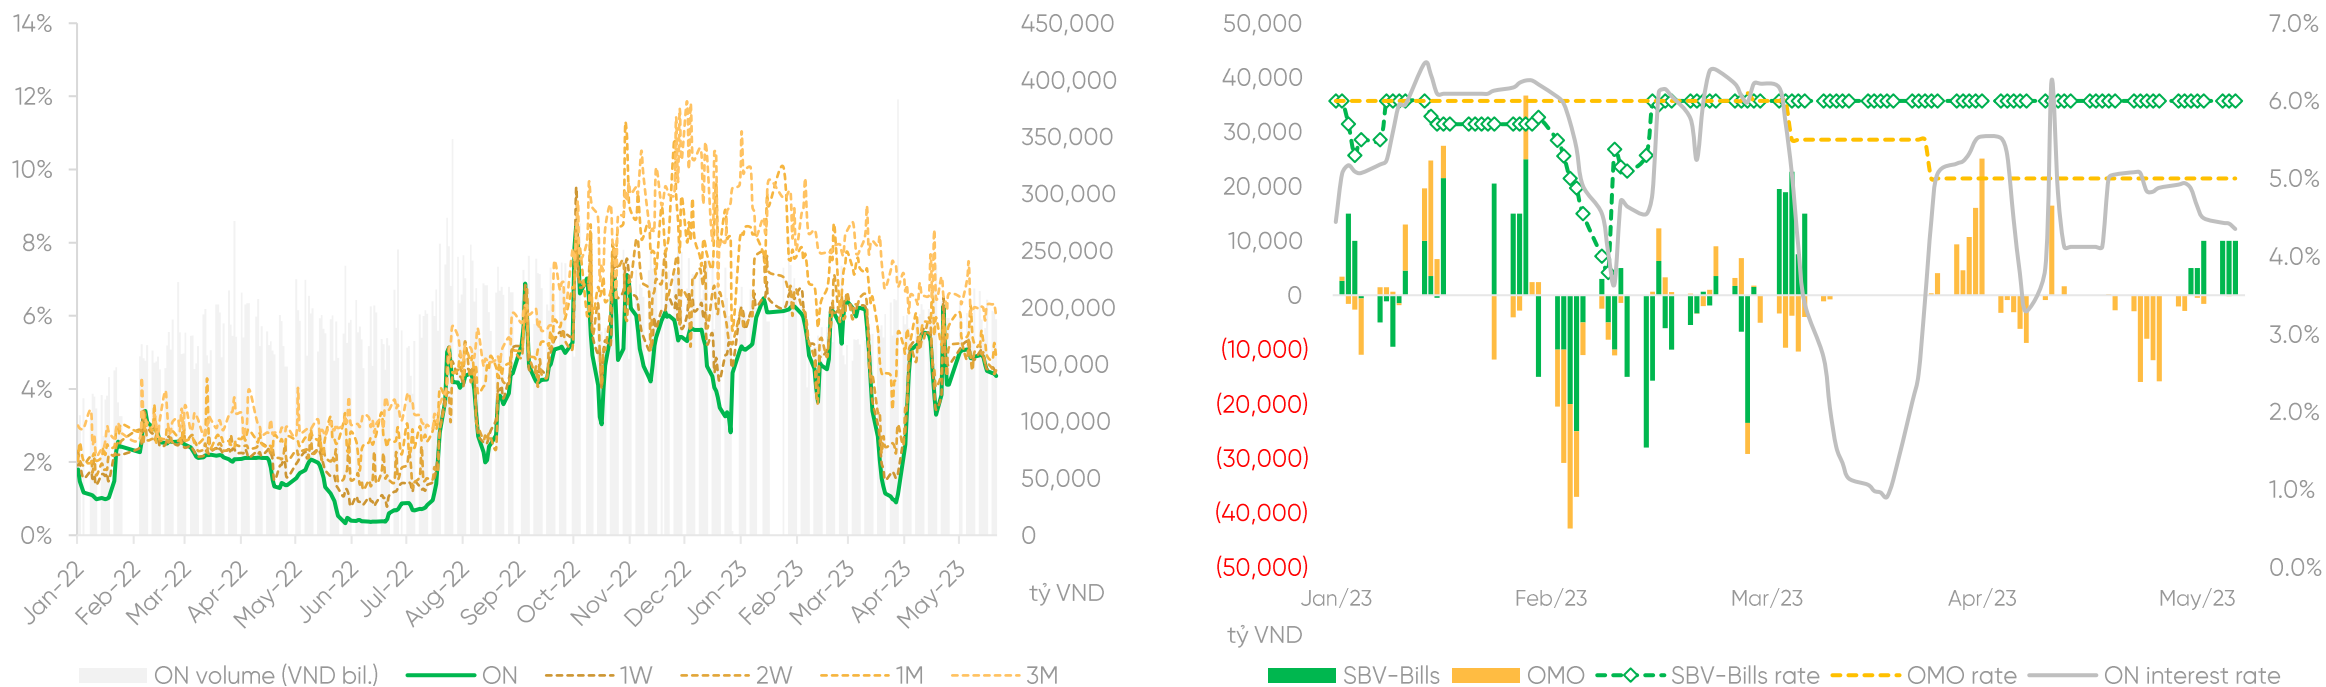 14%
12%
10%
8%
6%
4%
2%
0%
450,000
400,000
350,000
300,000
250,000
200,000
150,000
100,000
50,000
0
tỷ VND
Jan-22
Feb-22
Mar-22
Apr-22
May-22
Jun-22
Jul-22
Aug-22
Sep-22
Oct-22
Nov-22
Dec-22
Jan-23
Feb-23
Mar-23
Apr-23
May-23
ON volume (VND bil.) ON 1W 2W 1M 3M
50,000
40,000
30,000
20,000
10,000
0
(10,000)
(20,000)
(30,000)
(40,000)
(50,000)
tỷ VND
7.0%
6.0%
5.0%
4.0%
3.0%
2.0%
1.0%
0.0%
Jan/23 Feb/23 Mar/23 Apr/23 May/23
SBV-Bills OMO SBV-Bills rate OMO rate ON interest rate